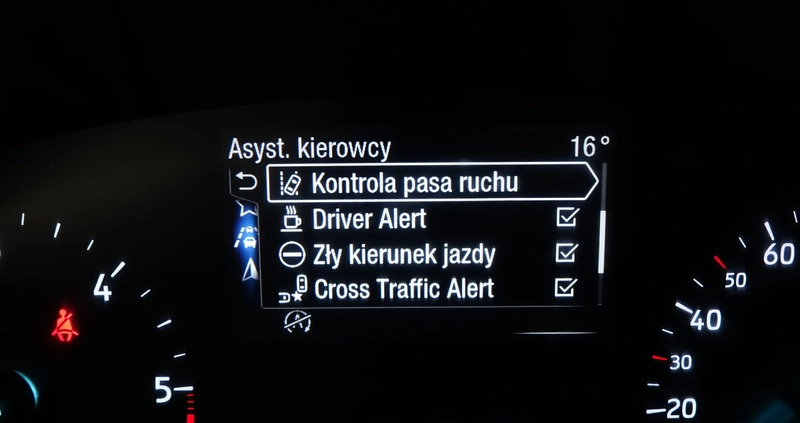 Asyst. kierowcy 16°
Kontrola pasa ruchu
Driver Alert
Zły kierunek jazdy
Cross Traffic Alert
4
5
60
50
40
30
20